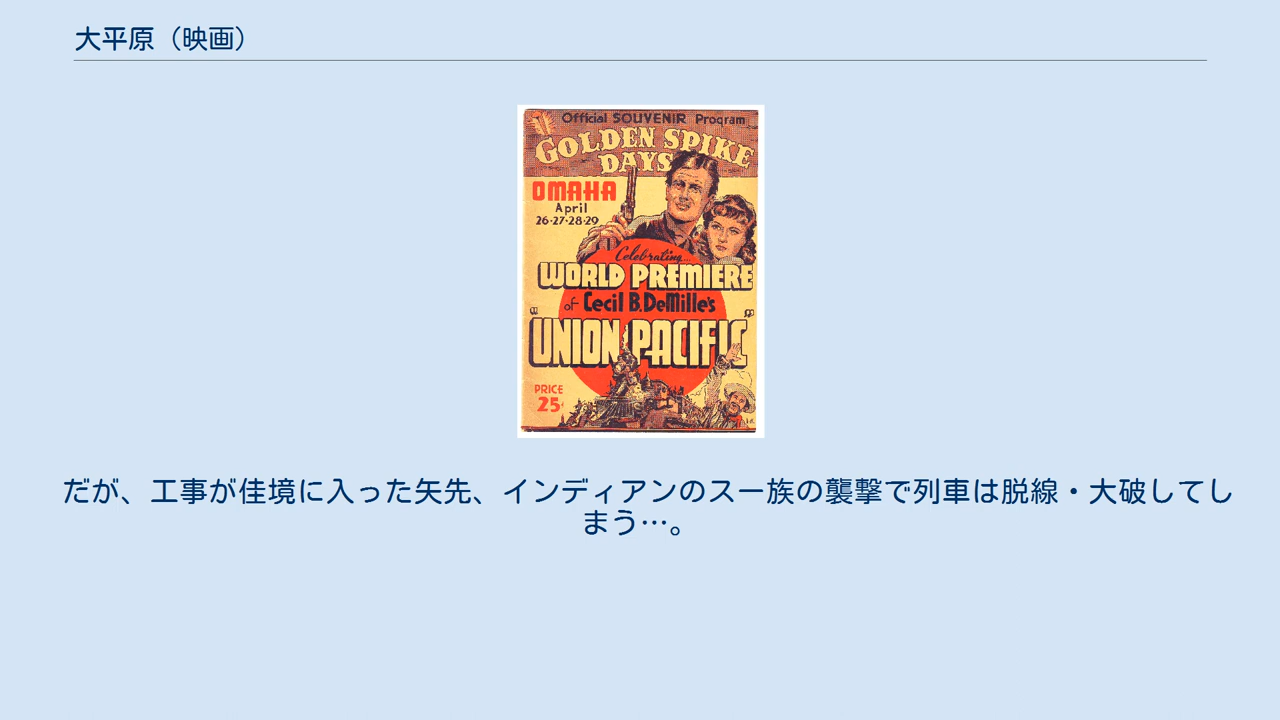 大平原（映画）
Official SOUVENIR Program
GOLDEN SPIKE
DAYS
OMAHA
April
26-27-28-29
Celebrating...
WORLD PREMIERE
of Cecil B. DeMille's
"UNION PACIFIC"
PRICE
25¢
だが、工事が佳境に入った矢先、インディアンのスー族の襲撃で列車は脱線・大破してし
まう…。